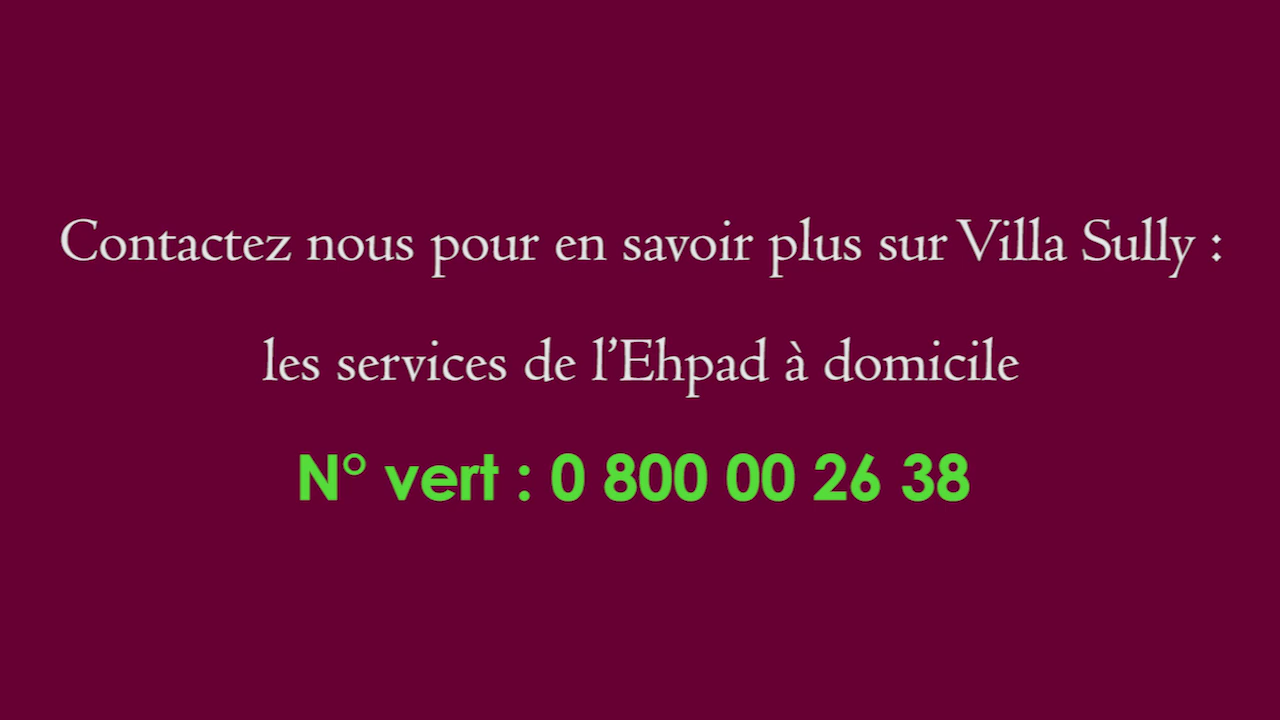 Contactez nous pour en savoir plus sur Villa Sully :
les services de l’Ehpad à domicile
N° vert : 0 800 00 26 38